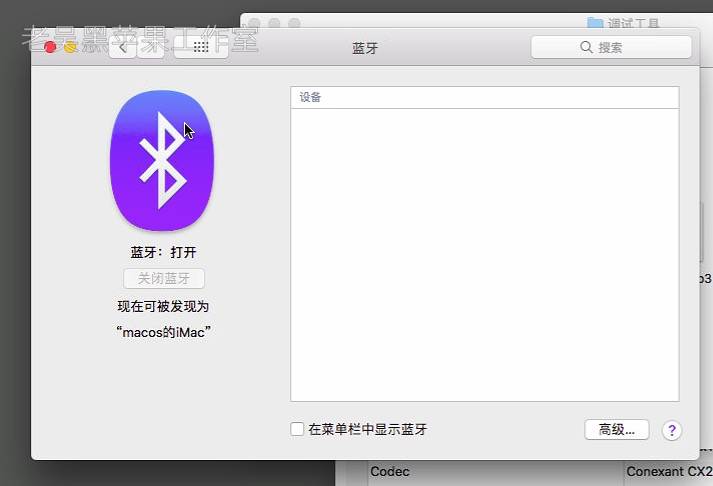 调试工具
老吴黑苹果工作室
蓝牙
搜索
设备
蓝牙：打开
关闭蓝牙
现在可被发现为
“macos的iMac”
在菜单栏中显示蓝牙
高级...
?
Codec
Conexant CX2